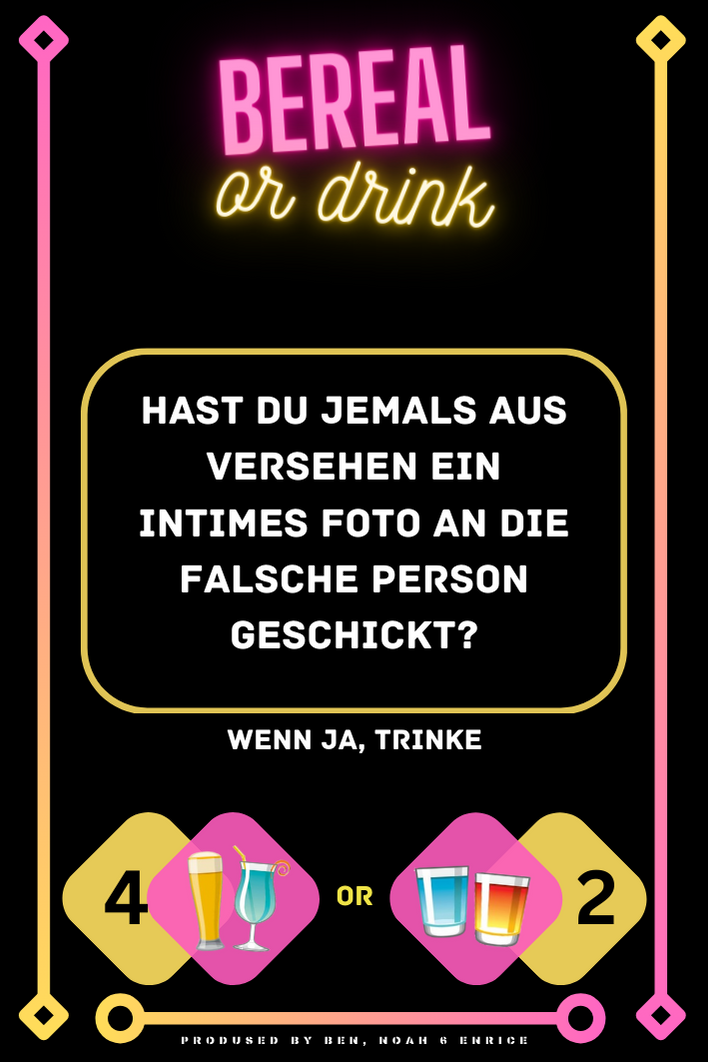 BEREAL
or drink
HAST DU JEMALS AUS
VERSEHEN EIN
INTIMES FOTO AN DIE
FALSCHE PERSON
GESCHICKT?
WENN JA, TRINKE
4 OR 2
PRODUSED BY BEN, NOAH & ENRICE